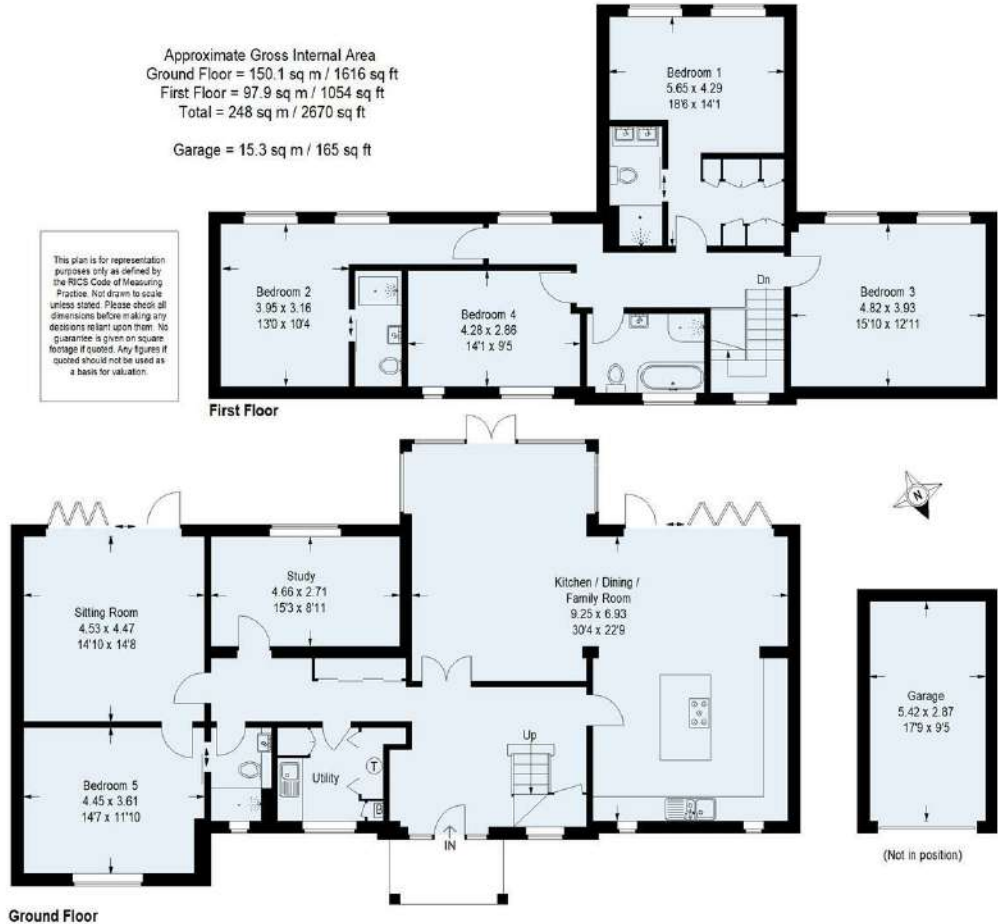 Approximate Gross Internal Area
Ground Floor = 150.1 sq m / 1616 sq ft
First Floor = 97.9 sq m / 1054 sq ft
Total = 248 sq m / 2670 sq ft
Garage = 15.3 sq m / 165 sq ft
This plan is for representation
purposes only as defined by
the RICS Code of Measuring
Practice. Not drawn to scale
unless stated. Please check all
dimensions before making any
decisions reliant upon them. No
guarantee is given on square
footage if quoted. Any figures if
quoted should not be used as
a basis for valuation.
Bedroom 1
5.65 x 4.29
18'6 x 14'1
Bedroom 2
3.95 x 3.16
13'0 x 10'4
Bedroom 4
4.28 x 2.86
14'1 x 9'5
Dn
Bedroom 3
4.82 x 3.93
15'10 x 12'11
First Floor
N
Sitting Room
4.53 x 4.47
14'10 x 14'8
Study
4.66 x 2.71
15'3 x 8'11
Kitchen / Dining /
Family Room
9.25 x 6.93
30'4 x 22'9
Garage
5.42 x 2.87
17'9 x 9'5
(Not in position)
Bedroom 5
4.45 x 3.61
14'7 x 11'10
Utility
T
Up
IN
Ground Floor